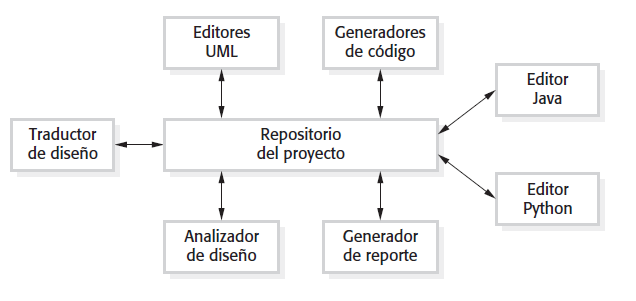 Editores
UML
Generadores
de código
Editor
Java
Traductor
de diseño
Repositorio
del proyecto
Editor
Python
Analizador
de diseño
Generador
de reporte